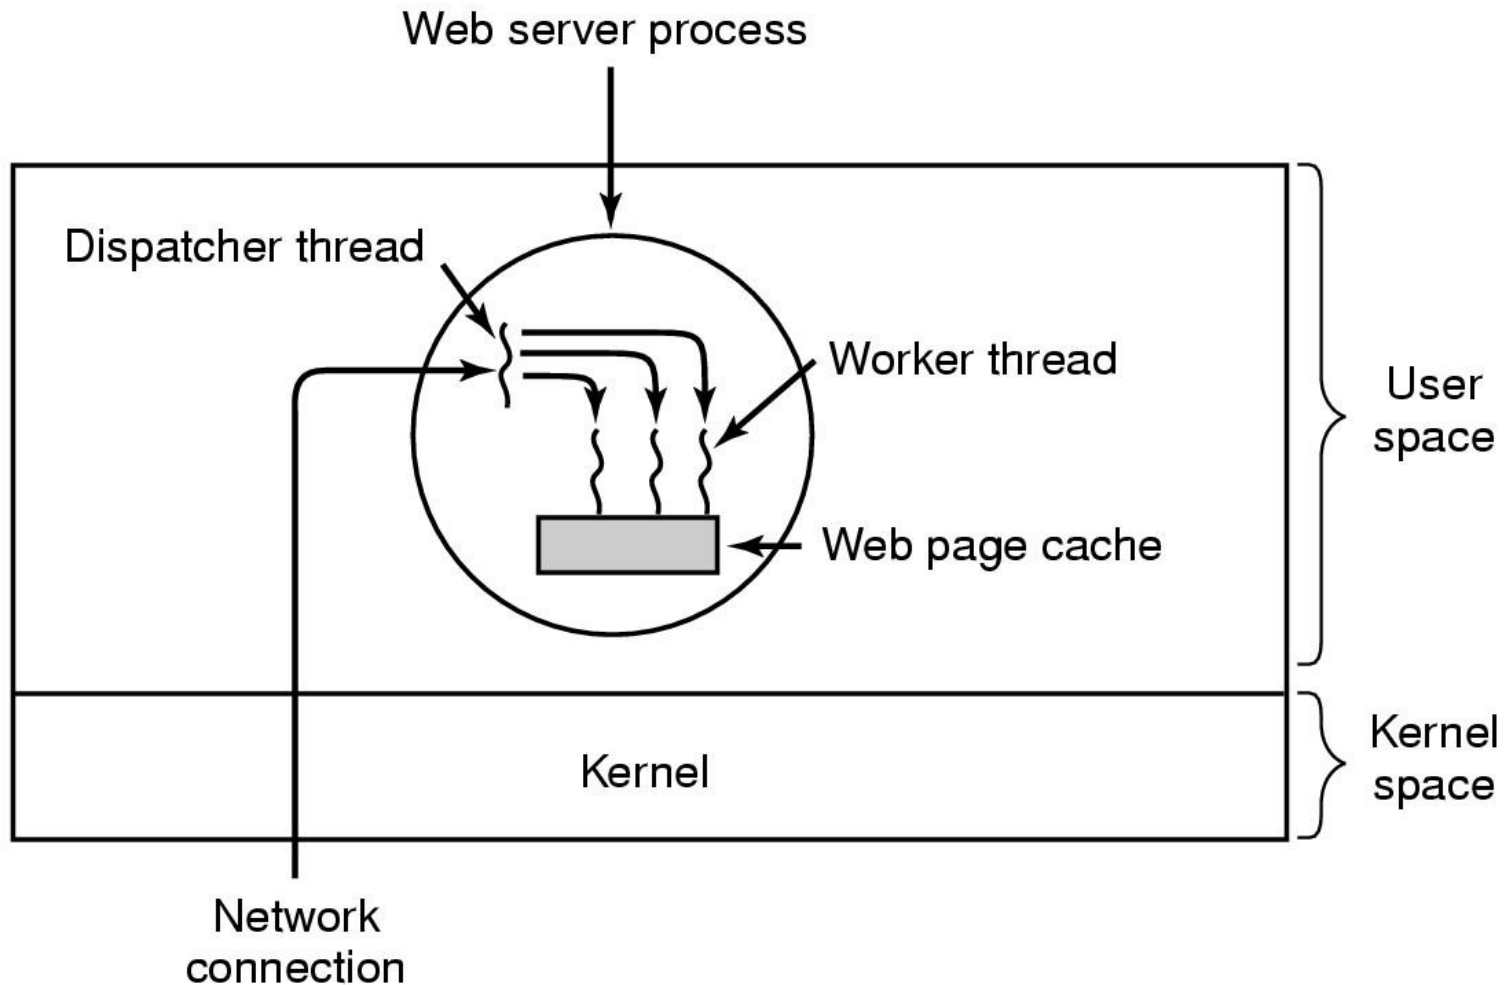 Web server process
Dispatcher thread
Worker thread
User
space
Web page cache
Kernel
Kernel
space
Network
connection